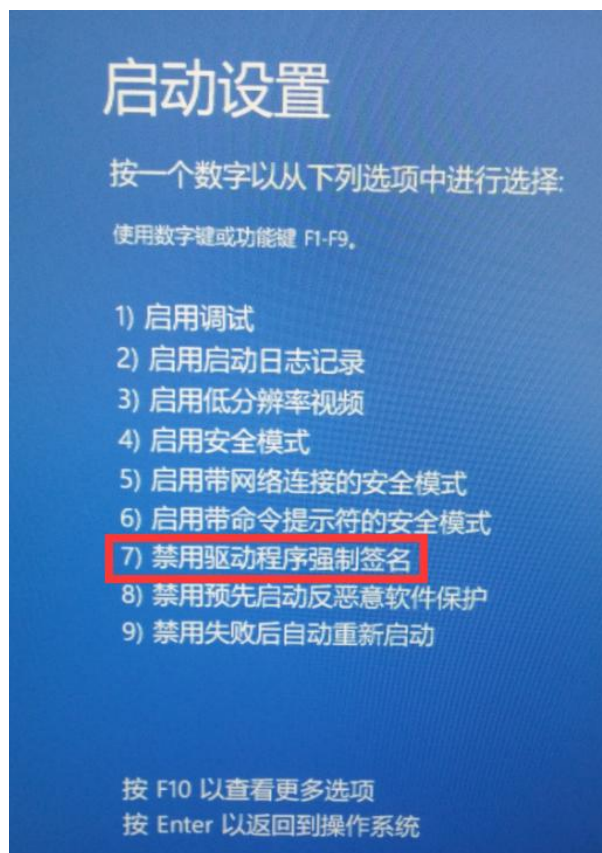 启动设置
按一个数字以从下列选项中进行选择:
使用数字键或功能键 F1-F9。
1) 启用调试
2) 启用启动日志记录
3) 启用低分辨率视频
4) 启用安全模式
5) 启用带网络连接的安全模式
6) 启用带命令提示符的安全模式
7) 禁用驱动程序强制签名
8) 禁用预先启动反恶意软件保护
9) 禁用失败后自动重新启动
按 F10 以查看更多选项
按 Enter 以返回到操作系统